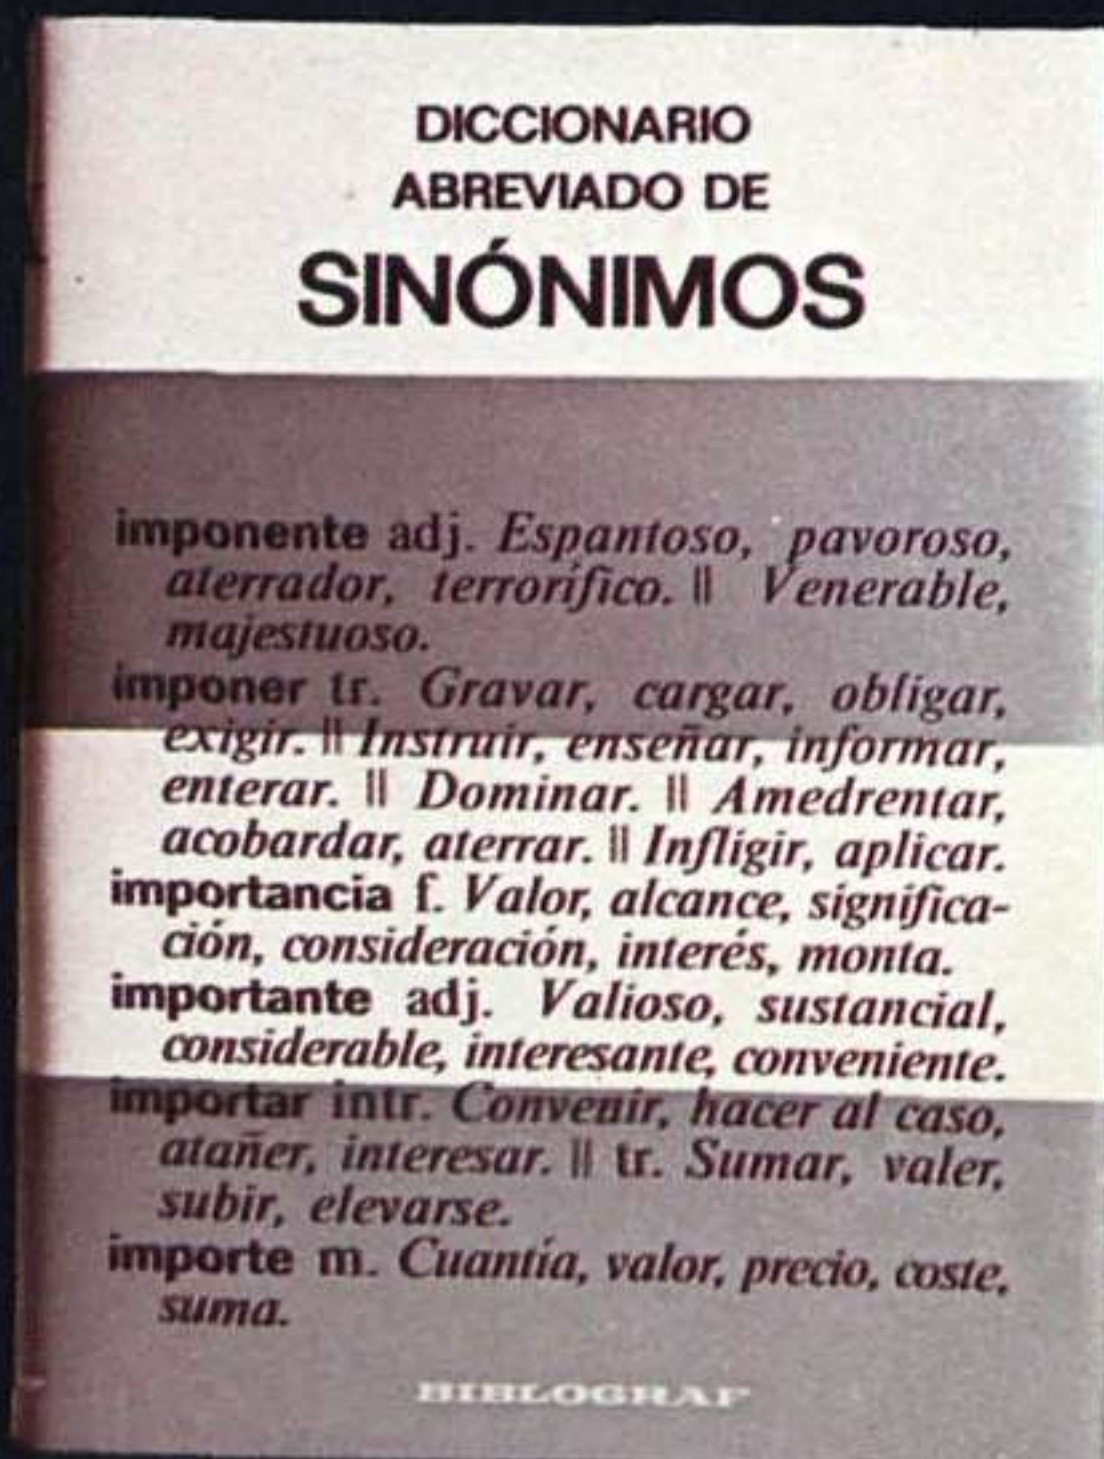 DICCIONARIO
ABREVIADO DE
SINÓNIMOS
imponente adj. Espantoso, pavoroso,
aterrador, terrorífico. || Venerable,
majestuoso.
imponer tr. Gravar, cargar, obligar,
exigir. || Instruir, enseñar, informar,
enterar. || Dominar. || Amedrentar,
acobardar, aterrar. || Infligir, aplicar.
importancia f. Valor, alcance, significa-
ción, consideración, interés, monta.
importante adj. Valioso, sustancial,
considerable, interesante, conveniente.
importar intr. Convenir, hacer al caso,
atañer, interesar. || tr. Sumar, valer,
subir, elevarse.
importe m. Cuantía, valor, precio, coste,
suma.
BIBLOGRAF